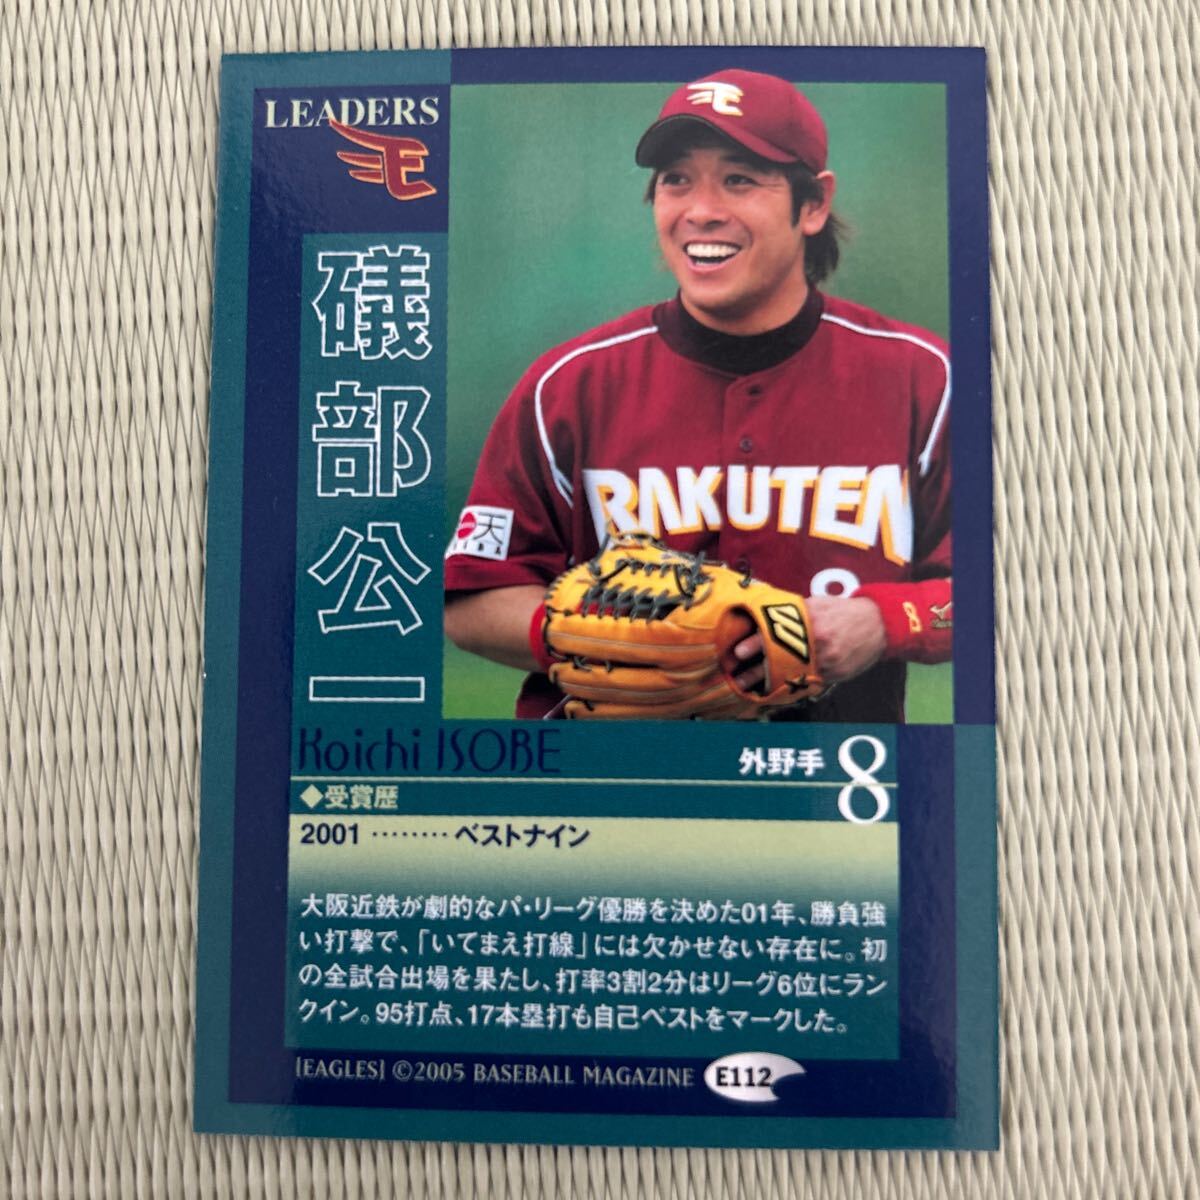 LEADERS
礒部公一
RAKUTEN
8
天
8
Koichi ISOBE
外野手 8
◆受賞歴
2001 ‥‥‥‥ ベストナイン
大阪近鉄が劇的なパ・リーグ優勝を決めた01年、勝負強
い打撃で、「いてまえ打線」には欠かせない存在に。初
の全試合出場を果たし、打率3割2分はリーグ6位にラン
クイン。95打点、17本塁打も自己ベストをマークした。
[EAGLES] ©2005 BASEBALL MAGAZINE E112